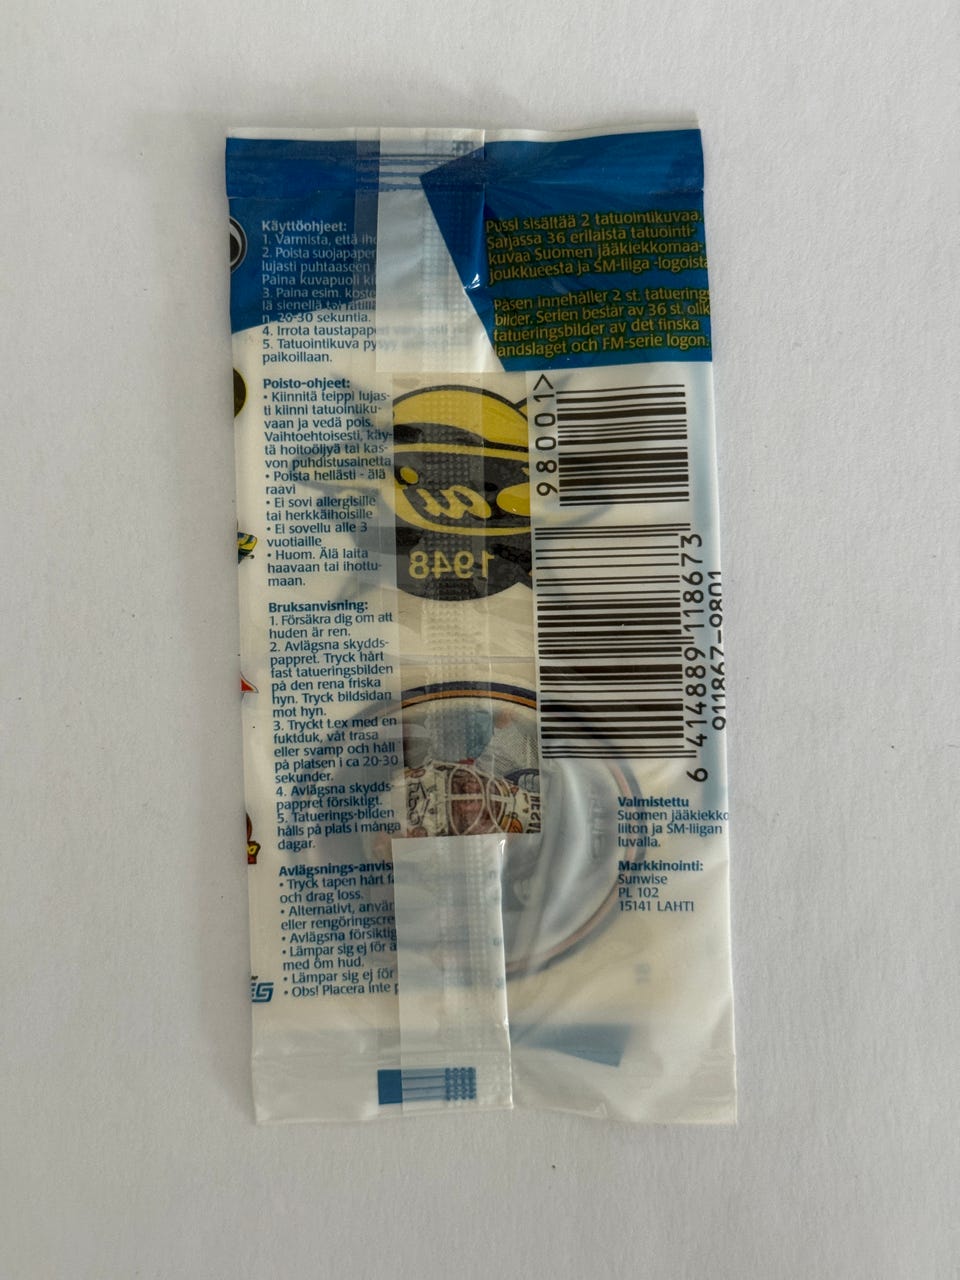 Käyttöohjeet:
1. Varmista, että
2. Poista suojapaper
lujasti puhtaaseen
Paina kuvapuoli
3. Paina esim.
lä sienellä tai
n. 20-30 sekuntia.
4. Irrota taustapap
5. Tatuointikuva pysyy
paikoillaan.
Poisto-ohjeet:
• Kiinnitä teippi lujas-
ti kiinni tatuointiku-
vaan ja vedä pois.
Vaihtoehtoisesti, käy-
tä hoitoöljyä tai kas-
von puhdistusainetta
• Poista hellästi - älä
raavi
• Ei sovi allergisille
tai herkkäihoisille
• Ei sovellu alle 3
vuotiaille
• Huom. Älä laita
haavaan tai ihottu-
maan.
Bruksanvisning:
1. Försäkra dig om att
huden är ren.
2. Avlägsna skydds-
pappret. Tryck hårt
fast tatueringsbilden
på den rena friska
hyn. Tryck bildsidan
mot hyn.
3. Tryckt t.ex med en
fuktduk, våt trasa
eller svamp och håll
på platsen i ca 20-30
sekunder.
4. Avlägsna skydds-
pappret försiktigt.
5. Tatuerings-bilden
hålls på plats i många
dagar.
Avlägsnings-anvis
• Tryck tapen hårt
och drag loss.
• Alternativt, anvär
eller rengöringscre
• Avlägsna försiktig
• Lämpar sig ej för
med öm hud.
• Lämpar sig ej för
• Obs! Placera inte
Pussi sisältää 2 tatuointikuvaa.
Sarjassa 36 erilaista tatuointi-
kuvaa Suomen jääkiekkomaa-
joukkueesta ja SM-liiga -logoista
Påsen innehåller 2 st. tatuerings
bilder. Serien består av 36 st. olik
tatueringsbilder av det finska
landslaget och FM-serie logon.
98001>
6 414889 118673
911867-9801
1948
Valmistettu
Suomen jääkiekko
liiton ja SM-liigan
luvalla.
Markkinointi:
Sunwise
PL 102
15141 LAHTI